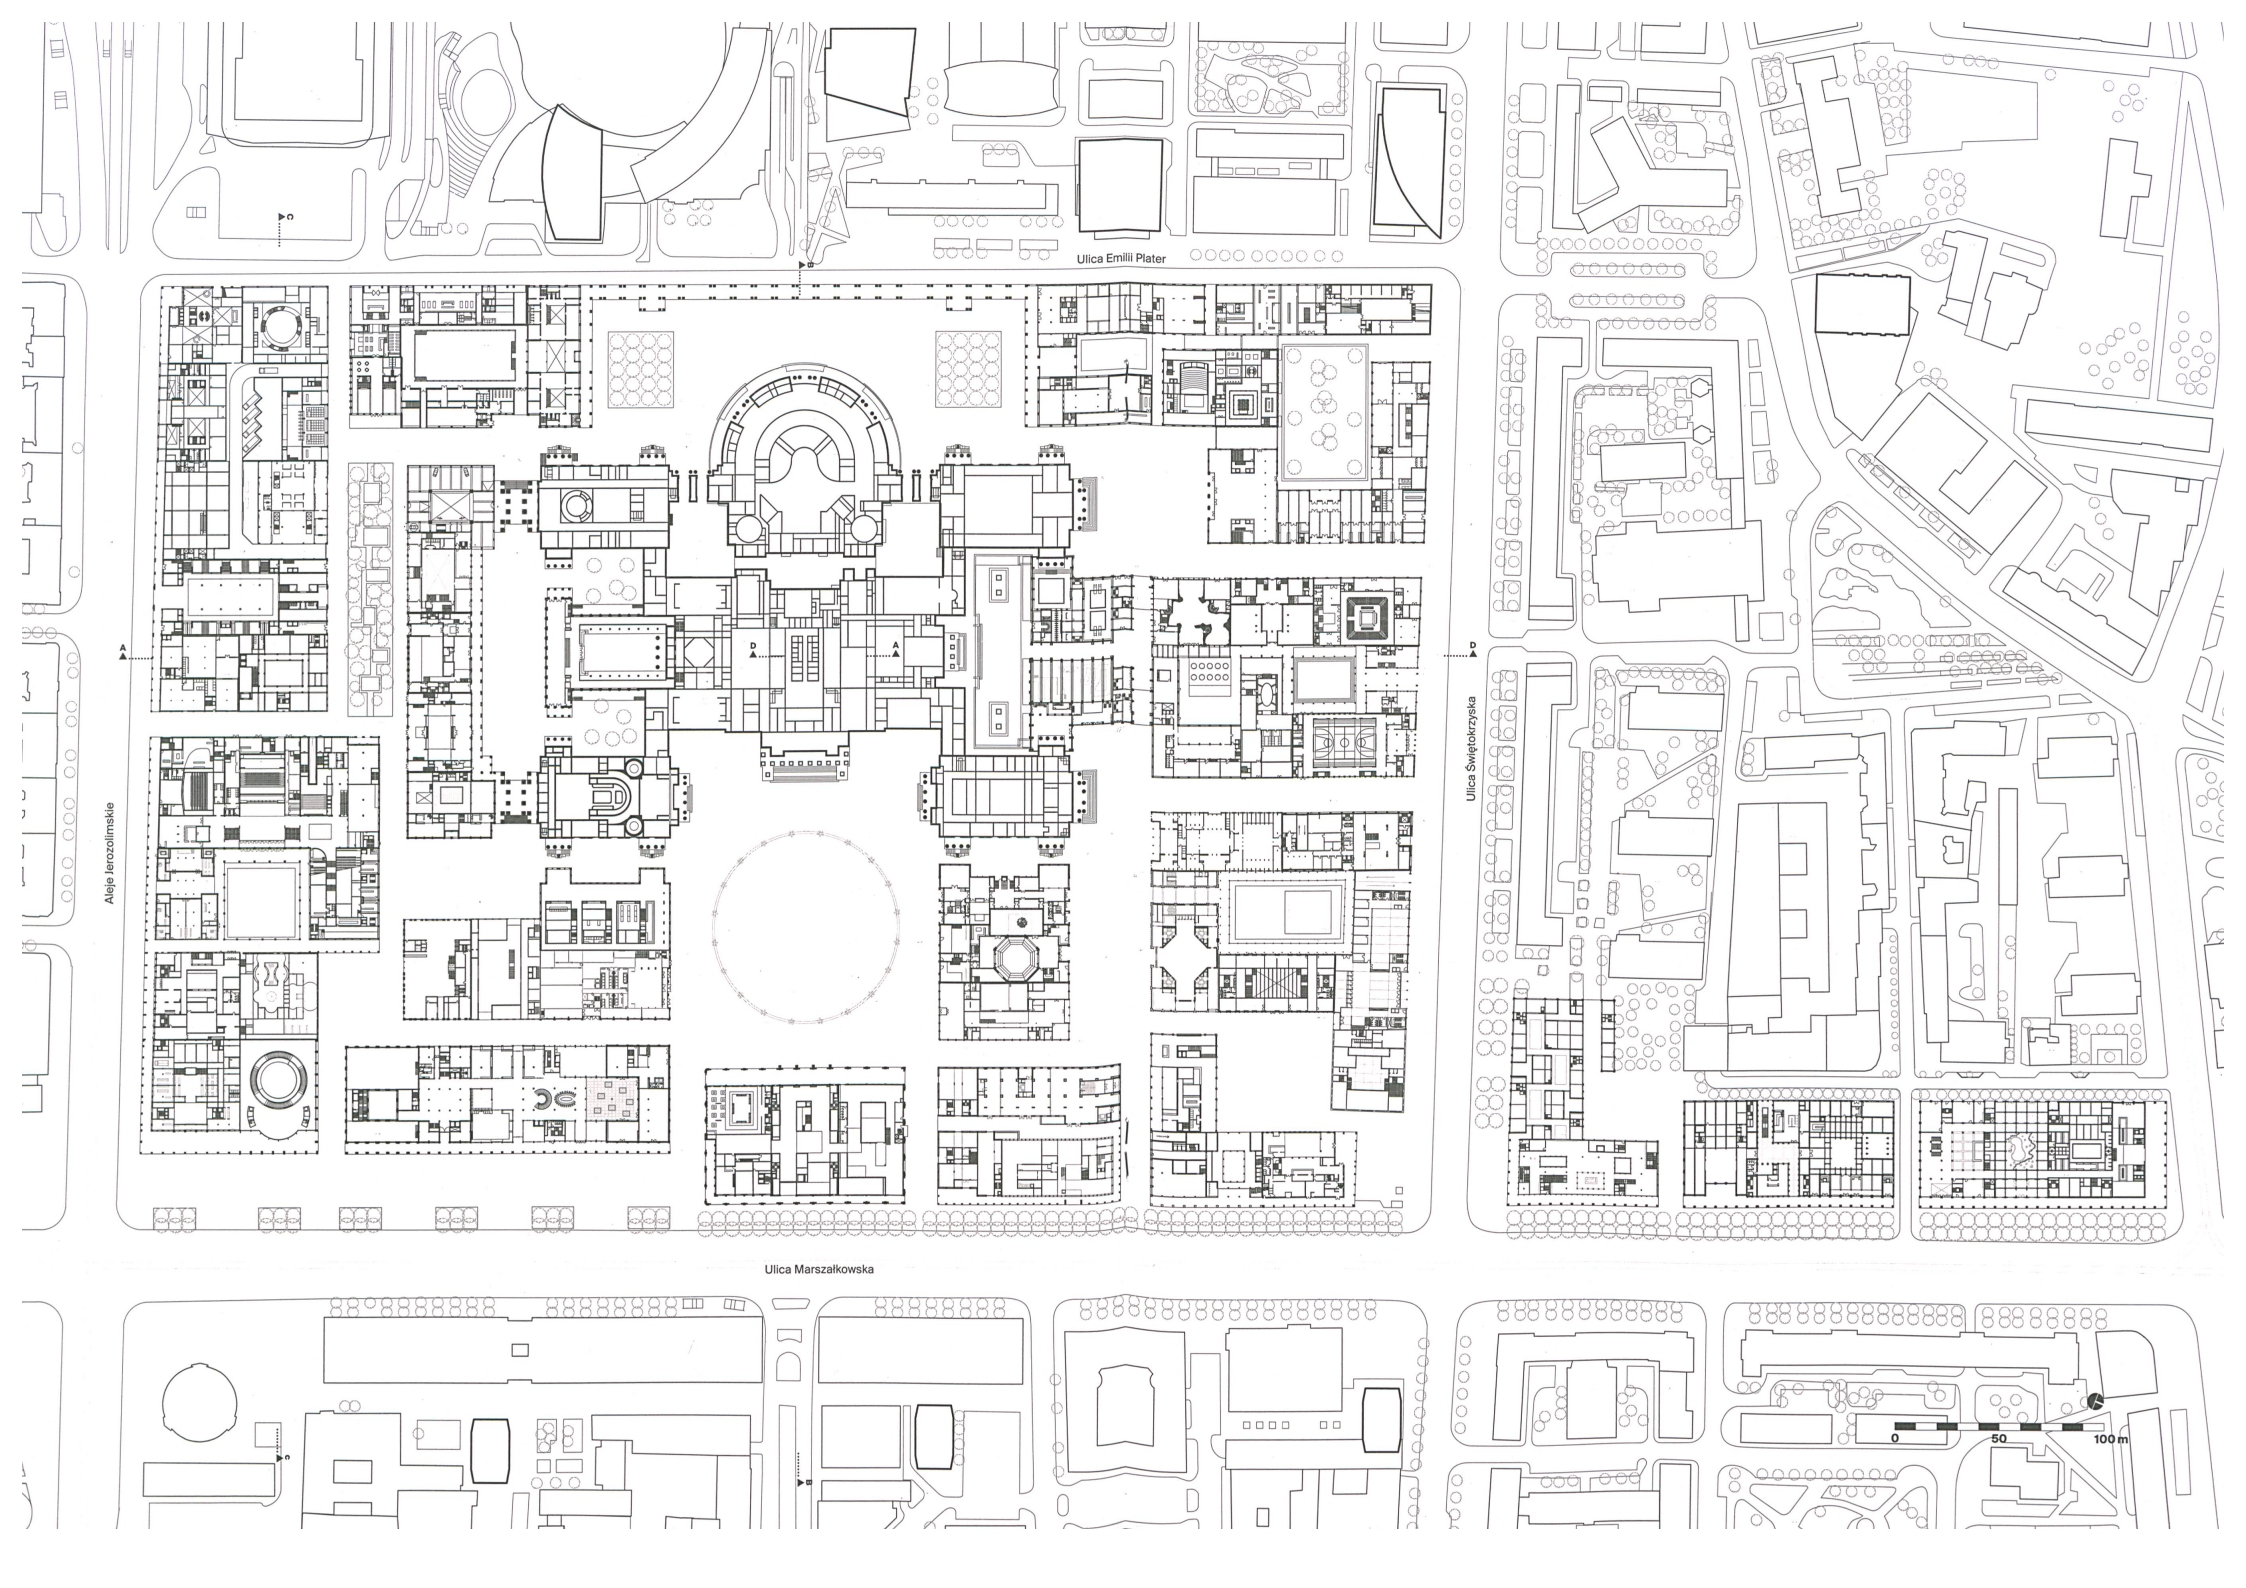 C
B
Ulica Emilii Plater
A
D
A
D
Ulica Świętokrzyska
Aleje Jerozolimskie
Ulica Marszałkowska
0 50 100 m
C
B